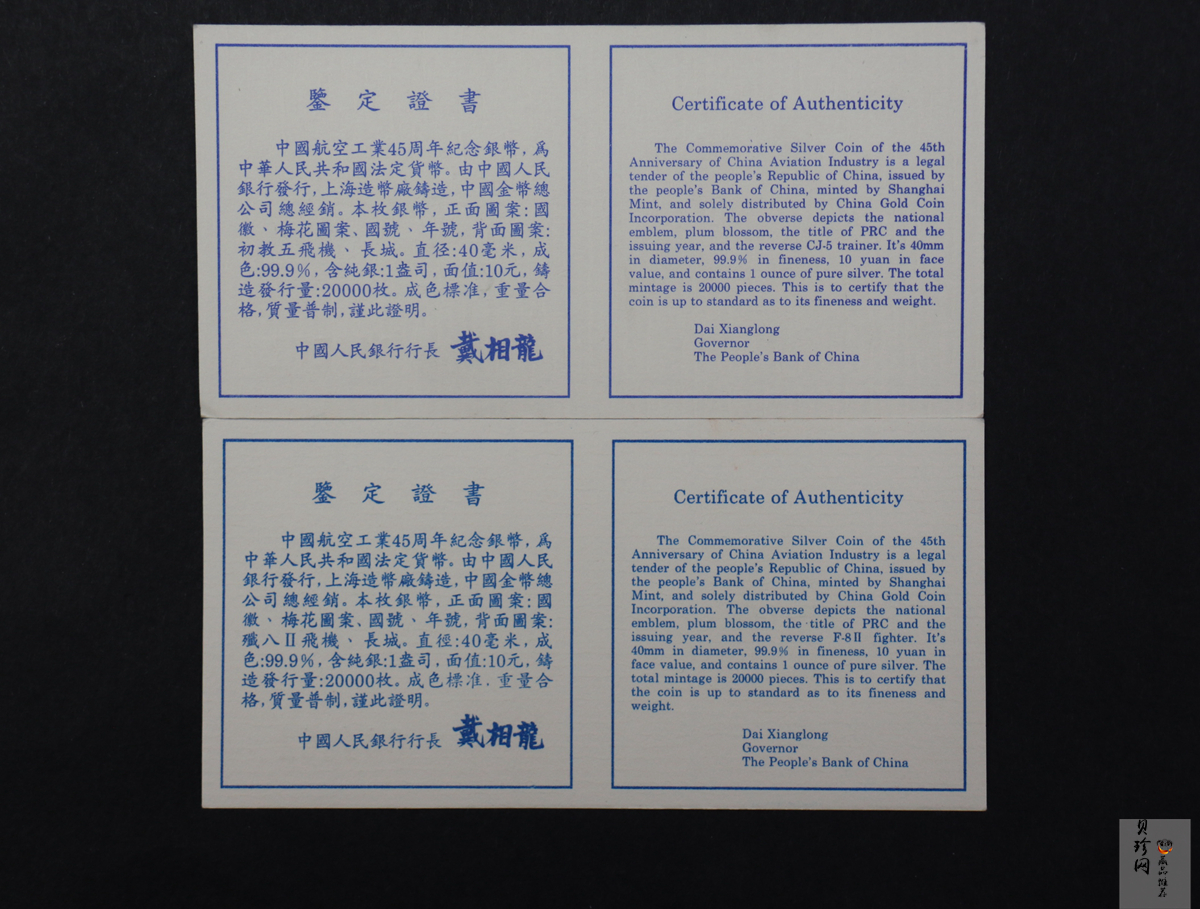 鑒定證書
中國航空工業45周年紀念銀幣,爲
中華人民共和國法定貨幣。由中國人民
銀行發行,上海造幣廠鑄造,中國金幣總
公司總經銷。本枚銀幣,正面圖案:國
徽、梅花圖案、國號、年號,背面圖案:
初教五飛機、長城。直径:40毫米,成
色:99.9%,含純銀:1盎司,面值:10元,鑄
造發行量:20000枚。成色標准,重量合
格,質量普制,謹此證明。
中國人民銀行行長 戴相龍
Certificate of Authenticity
The Commemorative Silver Coin of the 45th
Anniversary of China Aviation Industry is a legal
tender of the people's Republic of China, issued by
the people's Bank of China, minted by Shanghai
Mint, and solely distributed by China Gold Coin
Incorporation. The obverse depicts the national
emblem, plum blossom, the title of PRC and the
issuing year, and the reverse CJ-5 trainer. It's 40mm
in diameter, 99.9% in fineness, 10 yuan in face
value, and contains 1 ounce of pure silver. The total
mintage is 20000 pieces. This is to certify that the
coin is up to standard as to its fineness and weight.
Dai Xianglong
Governor
The People's Bank of China
鑒定證書
中國航空工業45周年紀念銀幣,爲
中華人民共和國法定貨幣。由中國人民
銀行發行,上海造幣廠鑄造,中國金幣總
公司總經銷。本枚銀幣,正面圖案:國
徽、梅花圖案、國號、年號,背面圖案:
殲八Ⅱ飛機、長城。直徑:40毫米,成
色:99.9%,含純銀:1盎司,面值:10元,鑄
造發行量:20000枚。成色標准,重量合
格,質量普制,謹此證明。
中國人民銀行行長 戴相龍
Certificate of Authenticity
The Commemorative Silver Coin of the 45th
Anniversary of China Aviation Industry is a legal
tender of the people's Republic of China, issued by
the people's Bank of China, minted by Shanghai
Mint, and solely distributed by China Gold Coin
Incorporation. The obverse depicts the national
emblem, plum blossom, the title of PRC and the
issuing year, and the reverse F-8Ⅱ fighter. It's
40mm in diameter, 99.9% in fineness, 10 yuan in
face value, and contains 1 ounce of pure silver. The
total mintage is 20000 pieces. This is to certify that
the coin is up to standard as to its fineness and
weight.
Dai Xianglong
Governor
The People's Bank of China
贝珍网
藏品推荐